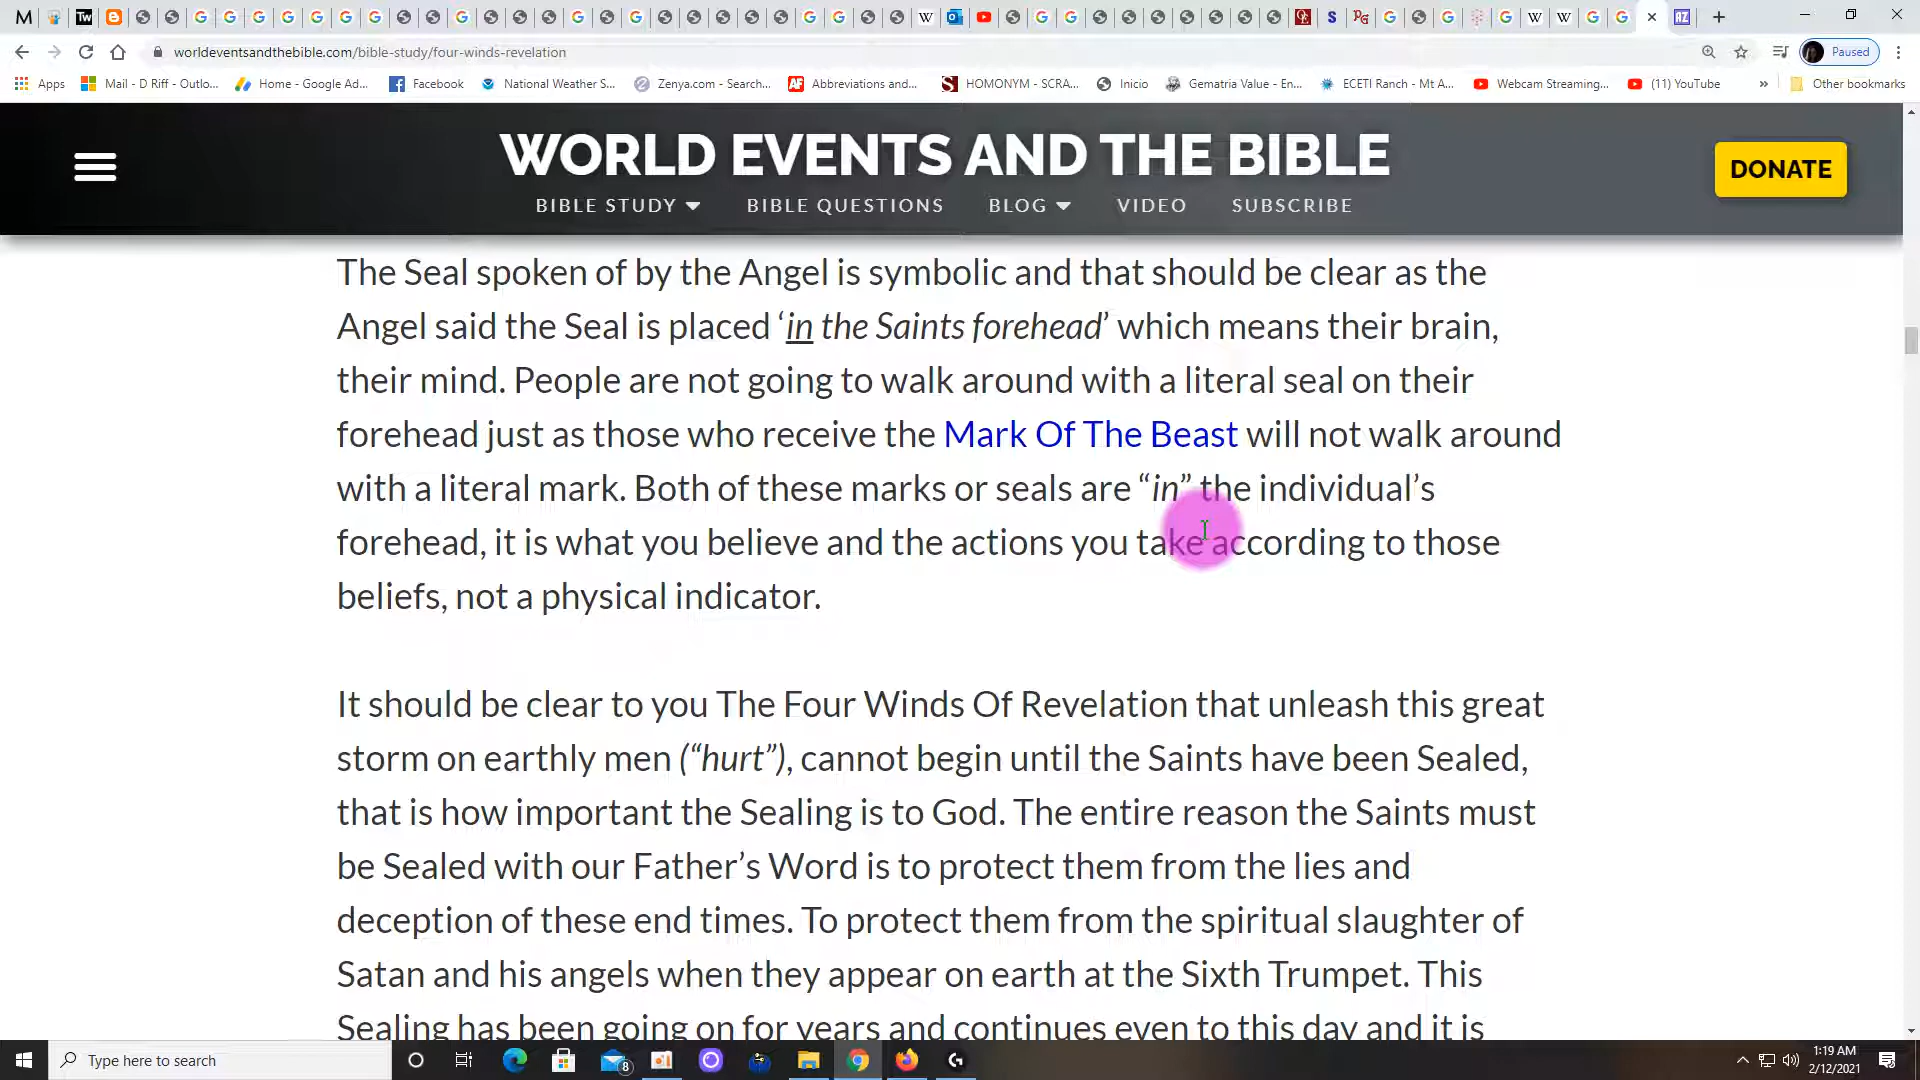 worldeventsandthebible.com/bible-study/four-winds-revelation
Paused
Apps
Mail - D Riff - Outlo...
Home - Google Ad...
Facebook
National Weather S...
Zenya.com - Search...
Abbreviations and...
HOMONYM - SCRA...
Inicio
Gematria Value - En...
ECETI Ranch - Mt A...
Webcam Streaming...
(11) YouTube
»
Other bookmarks
WORLD EVENTS AND THE BIBLE
DONATE
BIBLE STUDY
BIBLE QUESTIONS
BLOG
VIDEO
SUBSCRIBE
The Seal spoken of by the Angel is symbolic and that should be clear as the
Angel said the Seal is placed ‘in the Saints forehead’ which means their brain,
their mind. People are not going to walk around with a literal seal on their
forehead just as those who receive the Mark Of The Beast will not walk around
with a literal mark. Both of these marks or seals are “in” the individual’s
forehead, it is what you believe and the actions you take according to those
beliefs, not a physical indicator.
It should be clear to you The Four Winds Of Revelation that unleash this great
storm on earthly men (“hurt”), cannot begin until the Saints have been Sealed,
that is how important the Sealing is to God. The entire reason the Saints must
be Sealed with our Father’s Word is to protect them from the lies and
deception of these end times. To protect them from the spiritual slaughter of
Satan and his angels when they appear on earth at the Sixth Trumpet. This
Sealing has been going on for years and continues even to this day and it is
Type here to search
8
1:19 AM
2/12/2021